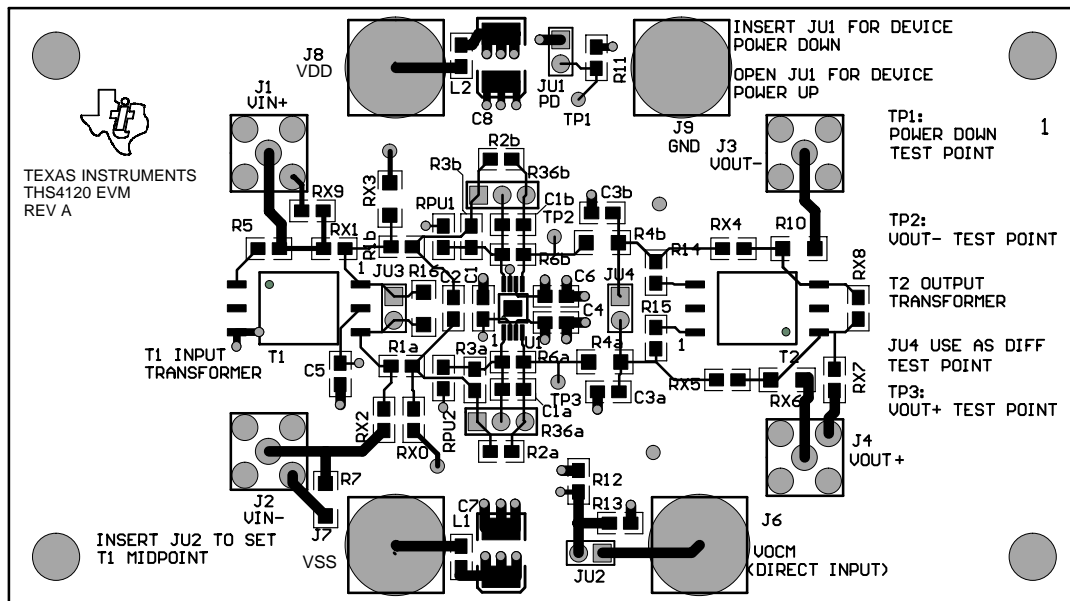 INSERT JU1 FOR DEVICE
POWER DOWN
OPEN JU1 FOR DEVICE
POWER UP
J8
VDD
L2
C8
JU1
PD
R11
TP1
J9
GND
J1
VIN+
J3
VOUT-
TP1:
POWER DOWN
TEST POINT
1
TEXAS INSTRUMENTS
THS4120 EVM
REV A
RX9
RX3
R3b
R2b
R36b
RPU1
C1b
TP2
C3b
R5
RX1
R1b
R6b
R4b
R14
RX4
R10
TP2:
VOUT- TEST POINT
1
JU3
R16
C2
C1
C6
JU4
C4
R15
RX8
T2 OUTPUT
TRANSFORMER
T1
1
U1
1
T2
T1 INPUT
TRANSFORMER
C5
R1a
R3a
R6a
R4a
JU4 USE AS DIFF
TEST POINT
RX5
RX6
RX7
TP3
C3a
TP3:
VOUT+ TEST POINT
RX2
RX0
RPU2
C1a
R36a
R2a
J4
VOUT+
R7
R12
R13
J2
VIN-
J7
VSS
L1
C7
JU2
J6
VOCM
(DIRECT INPUT)
INSERT JU2 TO SET
T1 MIDPOINT